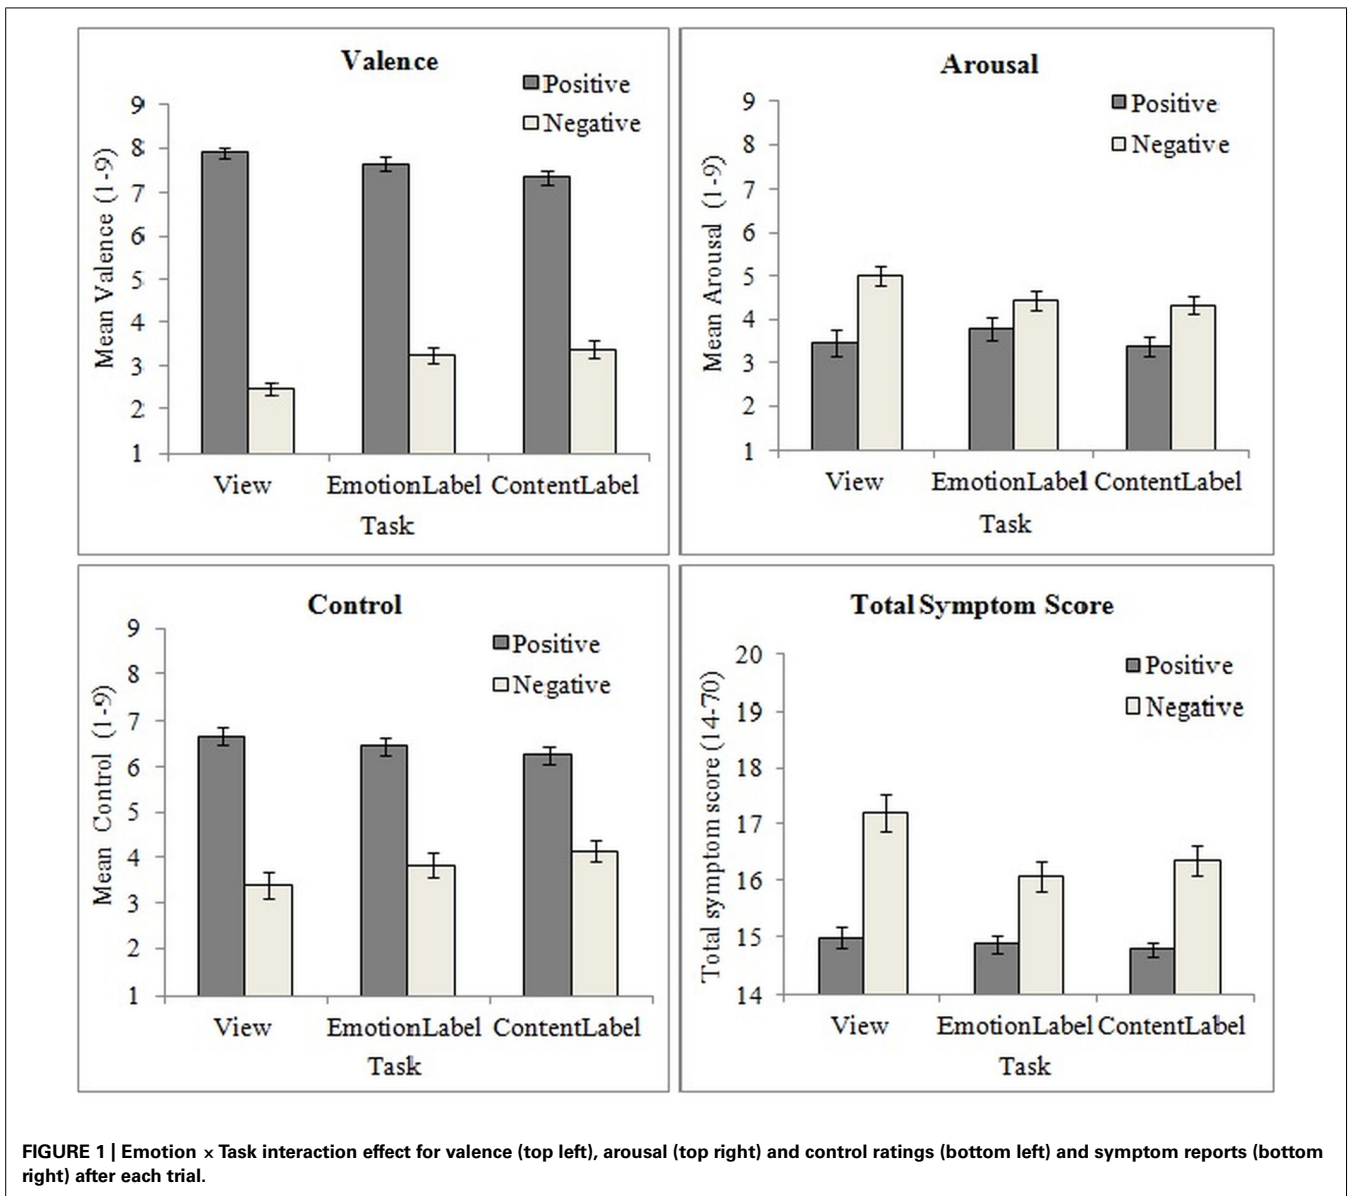 Valence
Positive
Negative
9
8
7
6
5
4
3
2
1
Mean Valence (1-9)
View EmotionLabel ContentLabel
Task
Arousal
Positive
Negative
9
8
7
6
5
4
3
2
1
Mean Arousal (1-9)
View EmotionLabel ContentLabel
Task
Control
Positive
Negative
9
8
7
6
5
4
3
2
1
Mean Control (1-9)
View EmotionLabel ContentLabel
Task
Total Symptom Score
Positive
Negative
20
19
18
17
16
15
14
Total symptom score (14-70)
View EmotionLabel ContentLabel
Task
FIGURE 1 | Emotion × Task interaction effect for valence (top left), arousal (top right) and control ratings (bottom left) and symptom reports (bottom
right) after each trial.